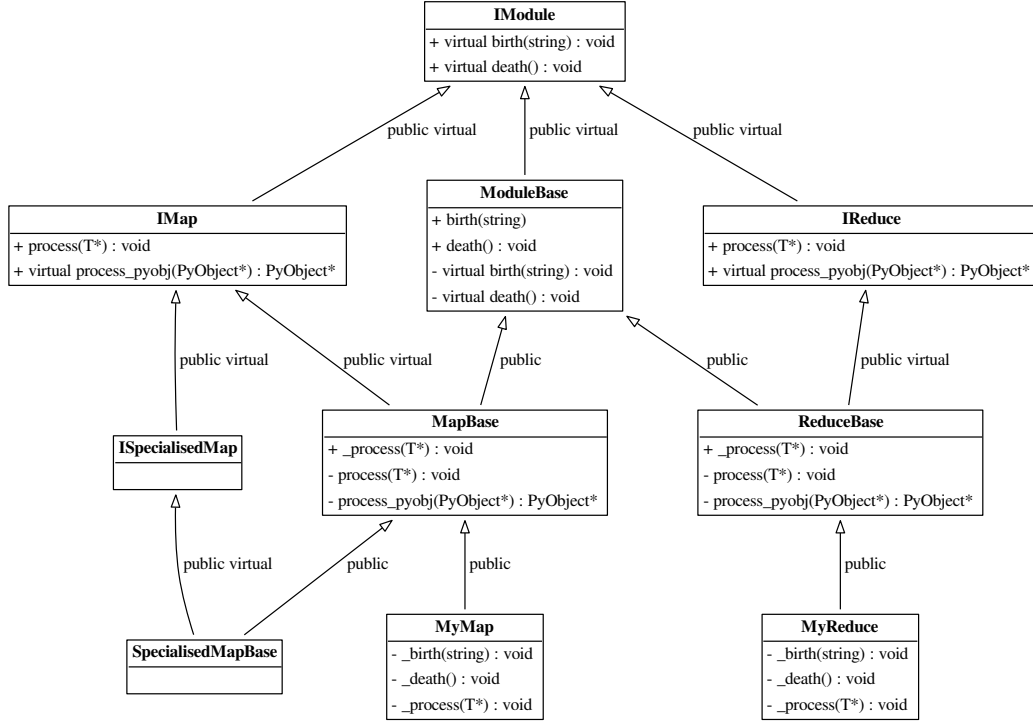 IModule
+ virtual birth(string) : void
+ virtual death() : void
public virtual
public virtual
public virtual
IMap
+ process(T*) : void
+ virtual process_pyobj(PyObject*) : PyObject*
ModuleBase
+ birth(string)
+ death() : void
- virtual birth(string) : void
- virtual death() : void
IReduce
+ process(T*) : void
+ virtual process_pyobj(PyObject*) : PyObject*
public virtual
public virtual
public
public
public virtual
ISpecialisedMap
MapBase
+ _process(T*) : void
- process(T*) : void
- process_pyobj(PyObject*) : PyObject*
ReduceBase
+ _process(T*) : void
- process(T*) : void
- process_pyobj(PyObject*) : PyObject*
public virtual
public
public
public
SpecialisedMapBase
MyMap
- _birth(string) : void
- _death() : void
- _process(T*) : void
MyReduce
- _birth(string) : void
- _death() : void
- _process(T*) : void